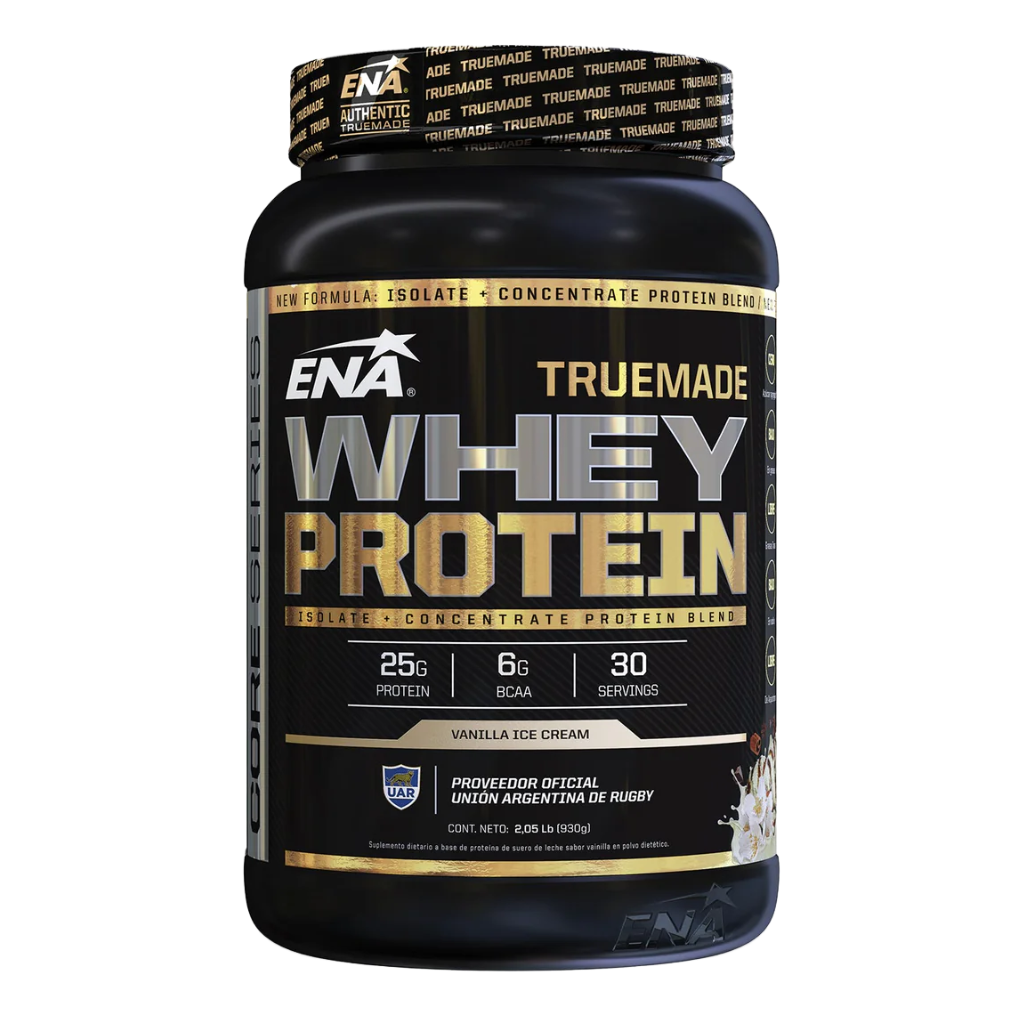 ENA®
AUTHENTIC
TRUEMADE
TRUEMADE TRUEMADE TRUEMADE
NEW FORMULA: ISOLATE + CONCENTRATE PROTEIN BLEND /
CORE SERIES
ENA®
TRUEMADE
WHEY
PROTEIN
ISOLATE + CONCENTRATE PROTEIN BLEND
25G PROTEIN
6G BCAA
30 SERVINGS
VANILLA ICE CREAM
UAR
PROVEEDOR OFICIAL
UNIÓN ARGENTINA DE RUGBY
CONT. NETO: 2,05 Lb (930g)
Suplemento dietario a base de proteína de suero de leche sabor vainilla en polvo dietético.
ENA